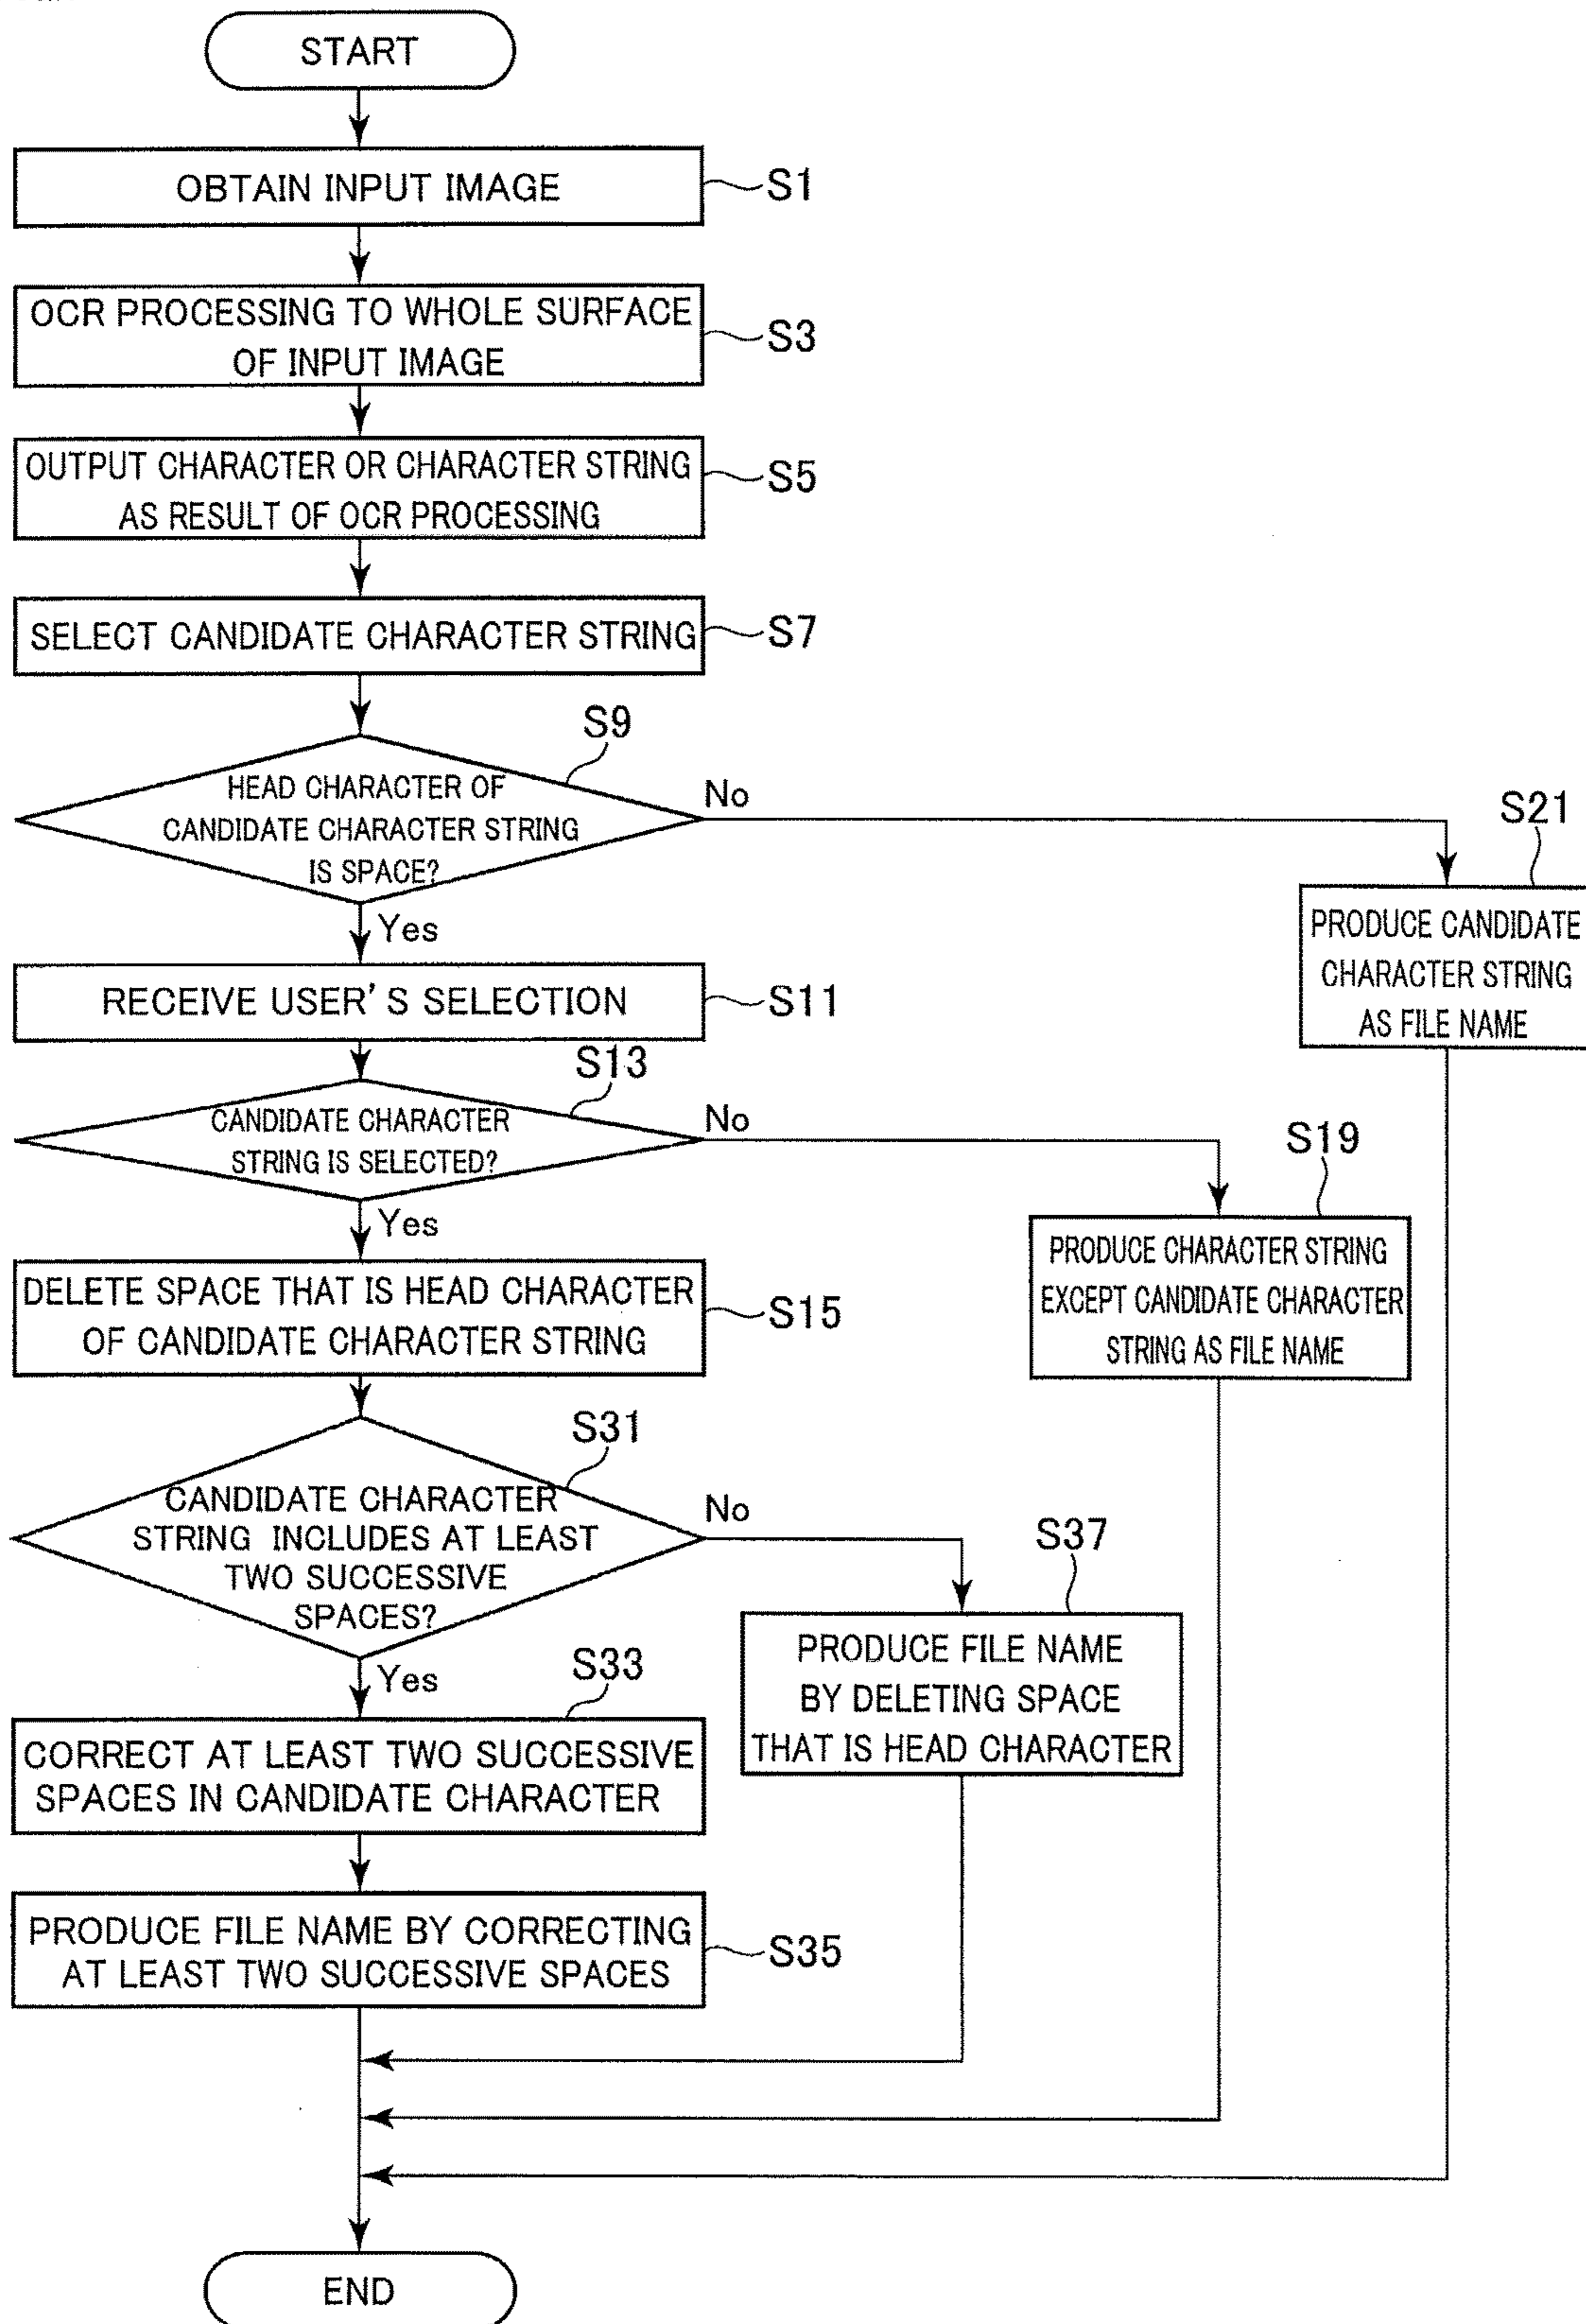 START
OBTAIN INPUT IMAGE
S1
OCR PROCESSING TO WHOLE SURFACE
OF INPUT IMAGE
S3
OUTPUT CHARACTER OR CHARACTER STRING
AS RESULT OF OCR PROCESSING
S5
SELECT CANDIDATE CHARACTER STRING
S7
S9
HEAD CHARACTER OF
CANDIDATE CHARACTER STRING
IS SPACE?
No
Yes
S21
PRODUCE CANDIDATE
CHARACTER STRING
AS FILE NAME
RECEIVE USER'S SELECTION
S11
S13
CANDIDATE CHARACTER
STRING IS SELECTED?
No
Yes
S19
PRODUCE CHARACTER STRING
EXCEPT CANDIDATE CHARACTER
STRING AS FILE NAME
DELETE SPACE THAT IS HEAD CHARACTER
OF CANDIDATE CHARACTER STRING
S15
S31
CANDIDATE CHARACTER
STRING INCLUDES AT LEAST
TWO SUCCESSIVE
SPACES?
No
Yes
S37
PRODUCE FILE NAME
BY DELETING SPACE
THAT IS HEAD CHARACTER
S33
CORRECT AT LEAST TWO SUCCESSIVE
SPACES IN CANDIDATE CHARACTER
PRODUCE FILE NAME BY CORRECTING
AT LEAST TWO SUCCESSIVE SPACES
S35
END